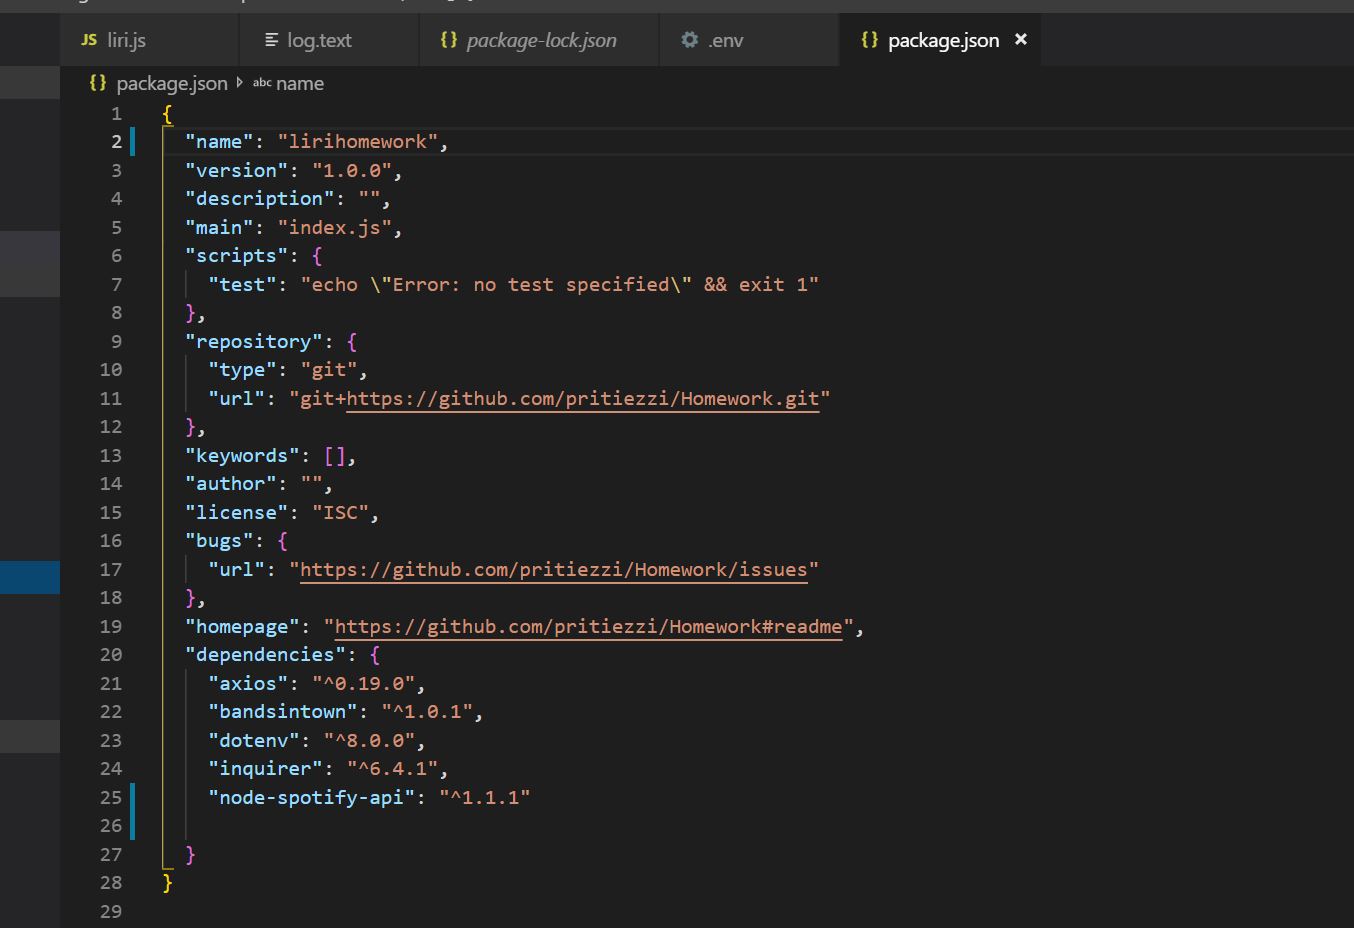 JS liri.js
log.text
{} package-lock.json
.env
{} package.json ×
{} package.json abc name
1 {
2 "name": "lirihomework",
3 "version": "1.0.0",
4 "description": "",
5 "main": "index.js",
6 "scripts": {
7 "test": "echo \"Error: no test specified\" && exit 1"
8 },
9 "repository": {
10 "type": "git",
11 "url": "git+https://github.com/pritiezzi/Homework.git"
12 },
13 "keywords": [],
14 "author": "",
15 "license": "ISC",
16 "bugs": {
17 "url": "https://github.com/pritiezzi/Homework/issues"
18 },
19 "homepage": "https://github.com/pritiezzi/Homework#readme",
20 "dependencies": {
21 "axios": "^0.19.0",
22 "bandsintown": "^1.0.1",
23 "dotenv": "^8.0.0",
24 "inquirer": "^6.4.1",
25 "node-spotify-api": "^1.1.1"
26
27 }
28 }
29